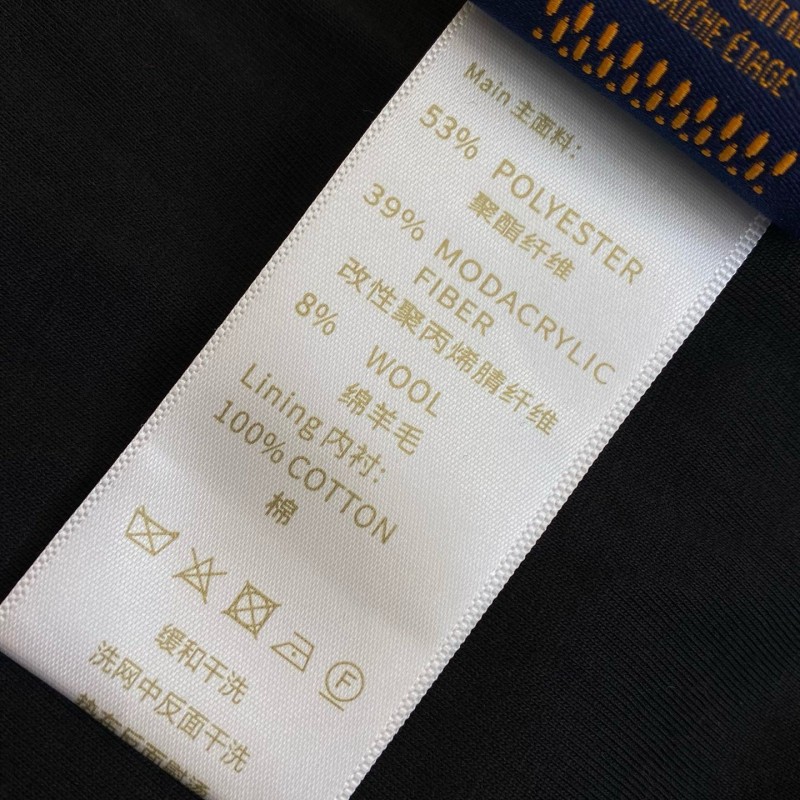 ÉTAGE
Main 主面料:
53% POLYESTER
聚酯纤维
39% MODACRYLIC
FIBER
改性聚丙烯腈纤维
8% WOOL
绵羊毛
Lining 内衬:
100% COTTON
棉
F
缓和干洗
洗网中反面干洗